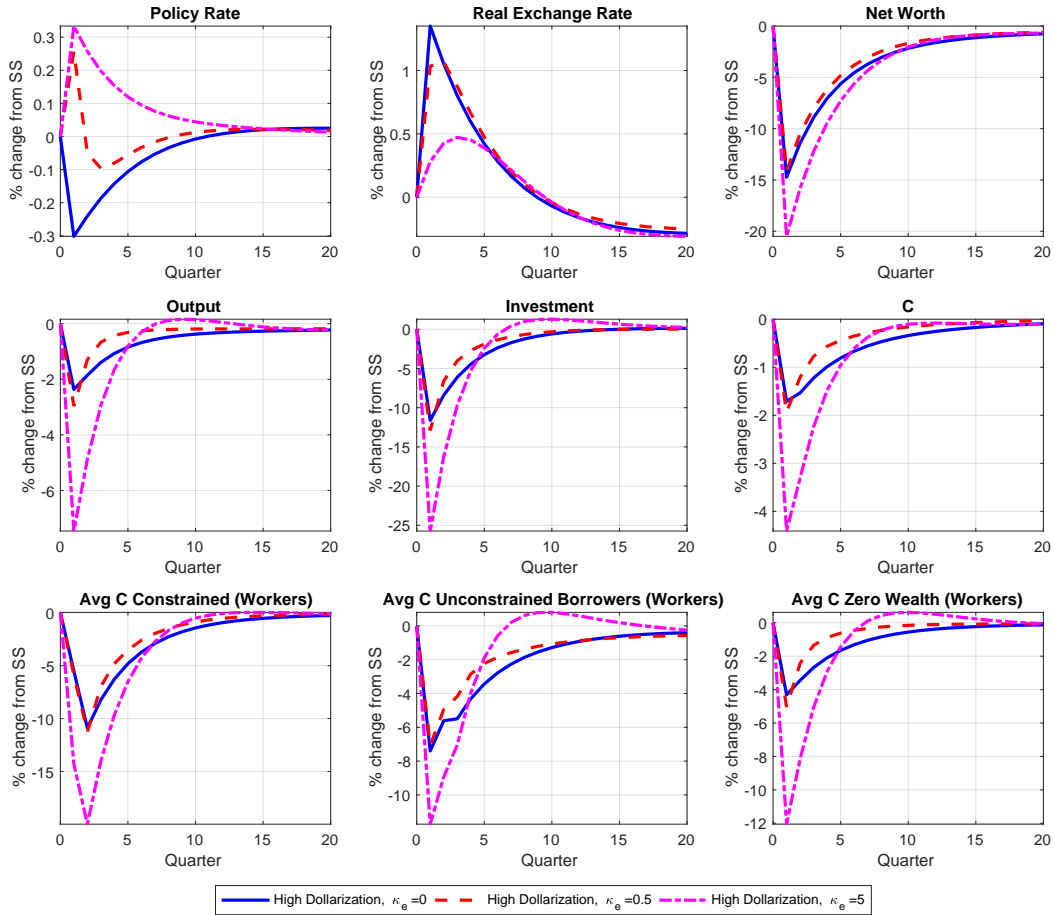 Policy Rate
% change from SS
0.3
0.2
0.1
0
-0.1
-0.2
-0.3
0 5 10 15 20
Quarter
Real Exchange Rate
% change from SS
1
0.5
0
0 5 10 15 20
Quarter
Net Worth
% change from SS
0
-5
-10
-15
-20
0 5 10 15 20
Quarter
Output
% change from SS
0
-2
-4
-6
0 5 10 15 20
Quarter
Investment
% change from SS
0
-5
-10
-15
-20
-25
0 5 10 15 20
Quarter
C
% change from SS
0
-1
-2
-3
-4
0 5 10 15 20
Quarter
Avg C Constrained (Workers)
% change from SS
0
-5
-10
-15
0 5 10 15 20
Quarter
Avg C Unconstrained Borrowers (Workers)
% change from SS
0
-2
-4
-6
-8
-10
0 5 10 15 20
Quarter
Avg C Zero Wealth (Workers)
% change from SS
0
-2
-4
-6
-8
-10
-12
0 5 10 15 20
Quarter
High Dollarization, κ_e=0 High Dollarization, κ_e=0.5 High Dollarization, κ_e=5